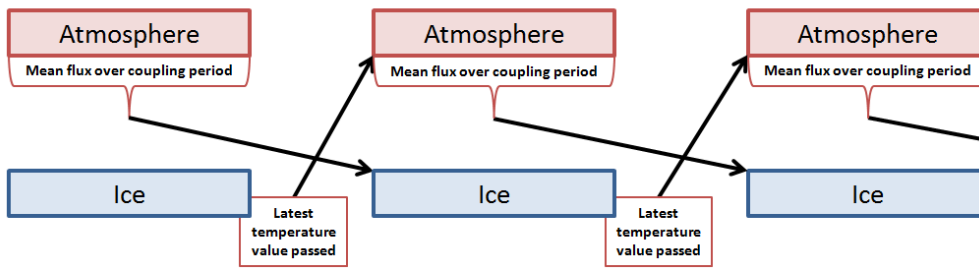 Atmosphere
Mean flux over coupling period
Atmosphere
Mean flux over coupling period
Atmosphere
Mean flux over coupling period
Ice
Latest
temperature
value passed
Ice
Latest
temperature
value passed
Ice